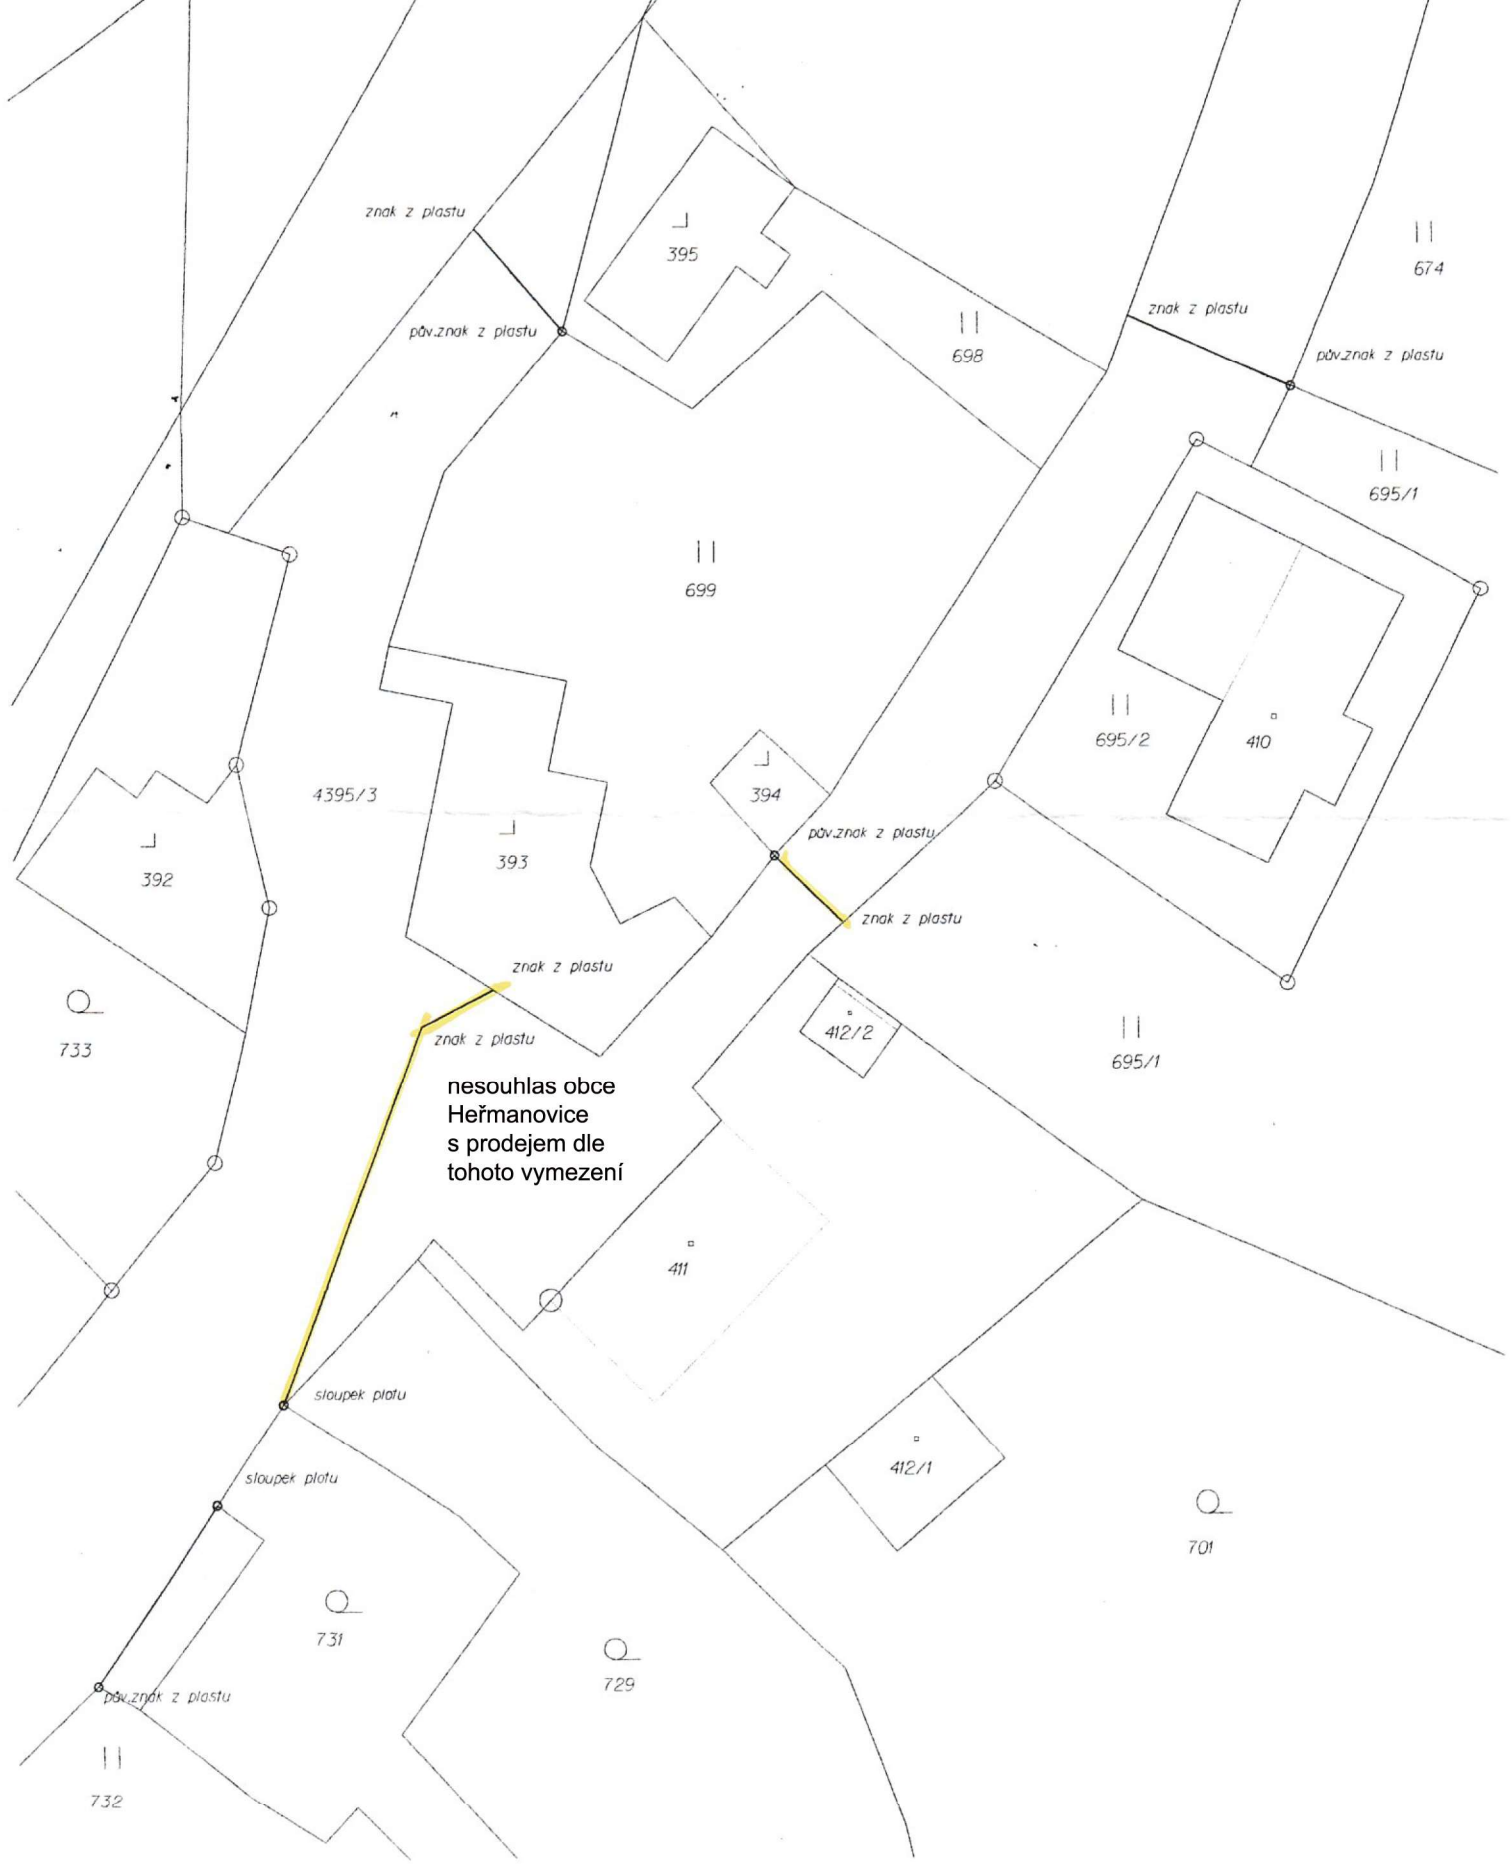 znak z plastu
395
pův.znak z plastu
674
znak z plastu
698
pův.znak z plastu
695/1
699
695/2
410
4395/3
394
pův.znak z plastu
392
393
znak z plastu
znak z plastu
412/2
znak z plastu
733
695/1
nesouhlas obce
Heřmanovice
s prodejem dle
tohoto vymezení
411
sloupek plotu
412/1
sloupek plotu
701
731
729
pův.znak z plastu
732